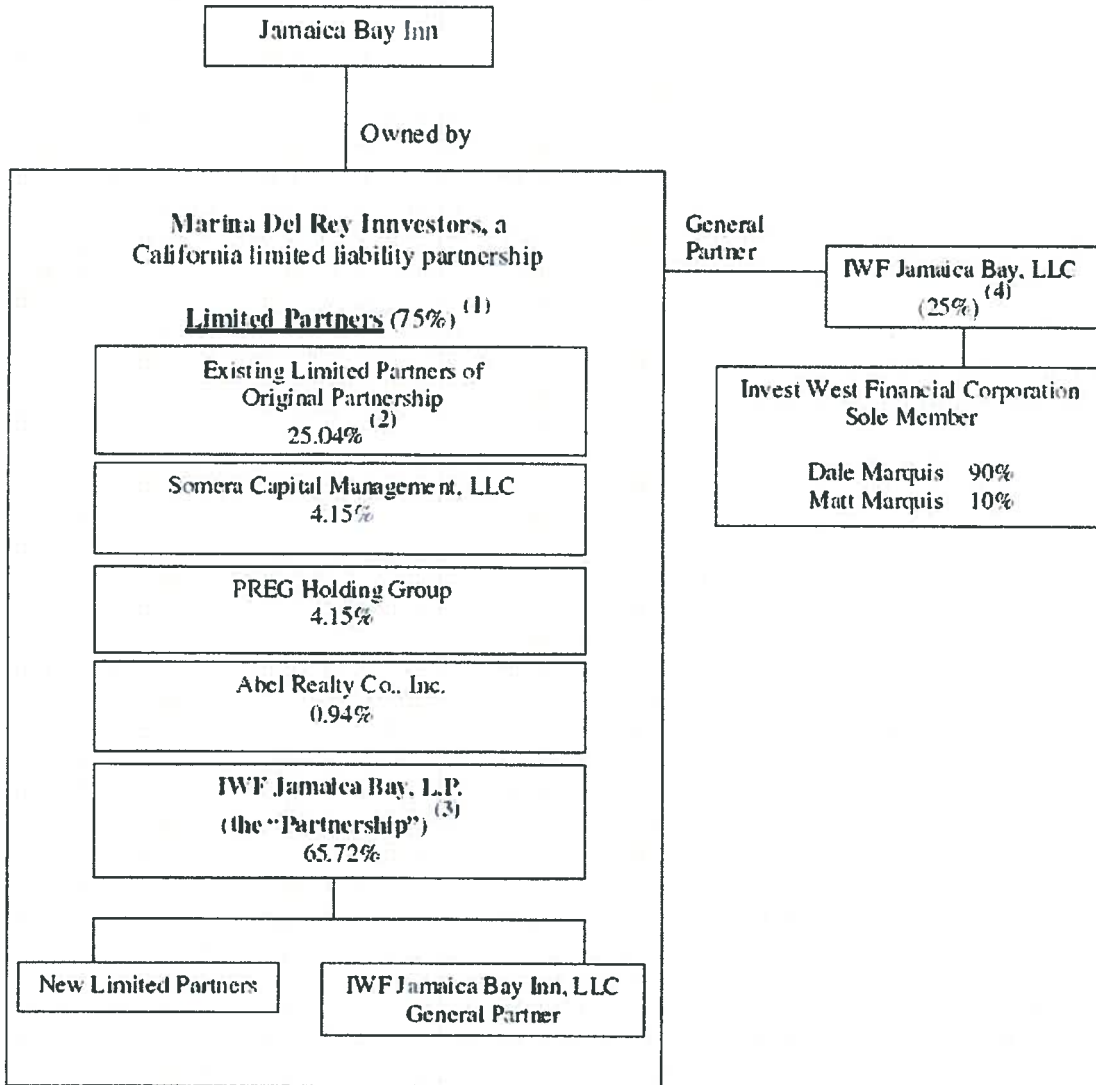 Jamaica Bay Inn
Owned by
Marina Del Rey Innvestors, a
California limited liability partnership
Limited Partners (75%) (1)
Existing Limited Partners of
Original Partnership
25.04% (2)
Somera Capital Management, LLC
4.15%
PREG Holding Group
4.15%
Abel Realty Co., Inc.
0.94%
IWF Jamaica Bay, L.P.
(the "Partnership") (3)
65.72%
New Limited Partners
IWF Jamaica Bay Inn, LLC
General Partner
General
Partner
IWF Jamaica Bay, LLC
(25%) (4)
Invest West Financial Corporation
Sole Member
Dale Marquis 90%
Matt Marquis 10%